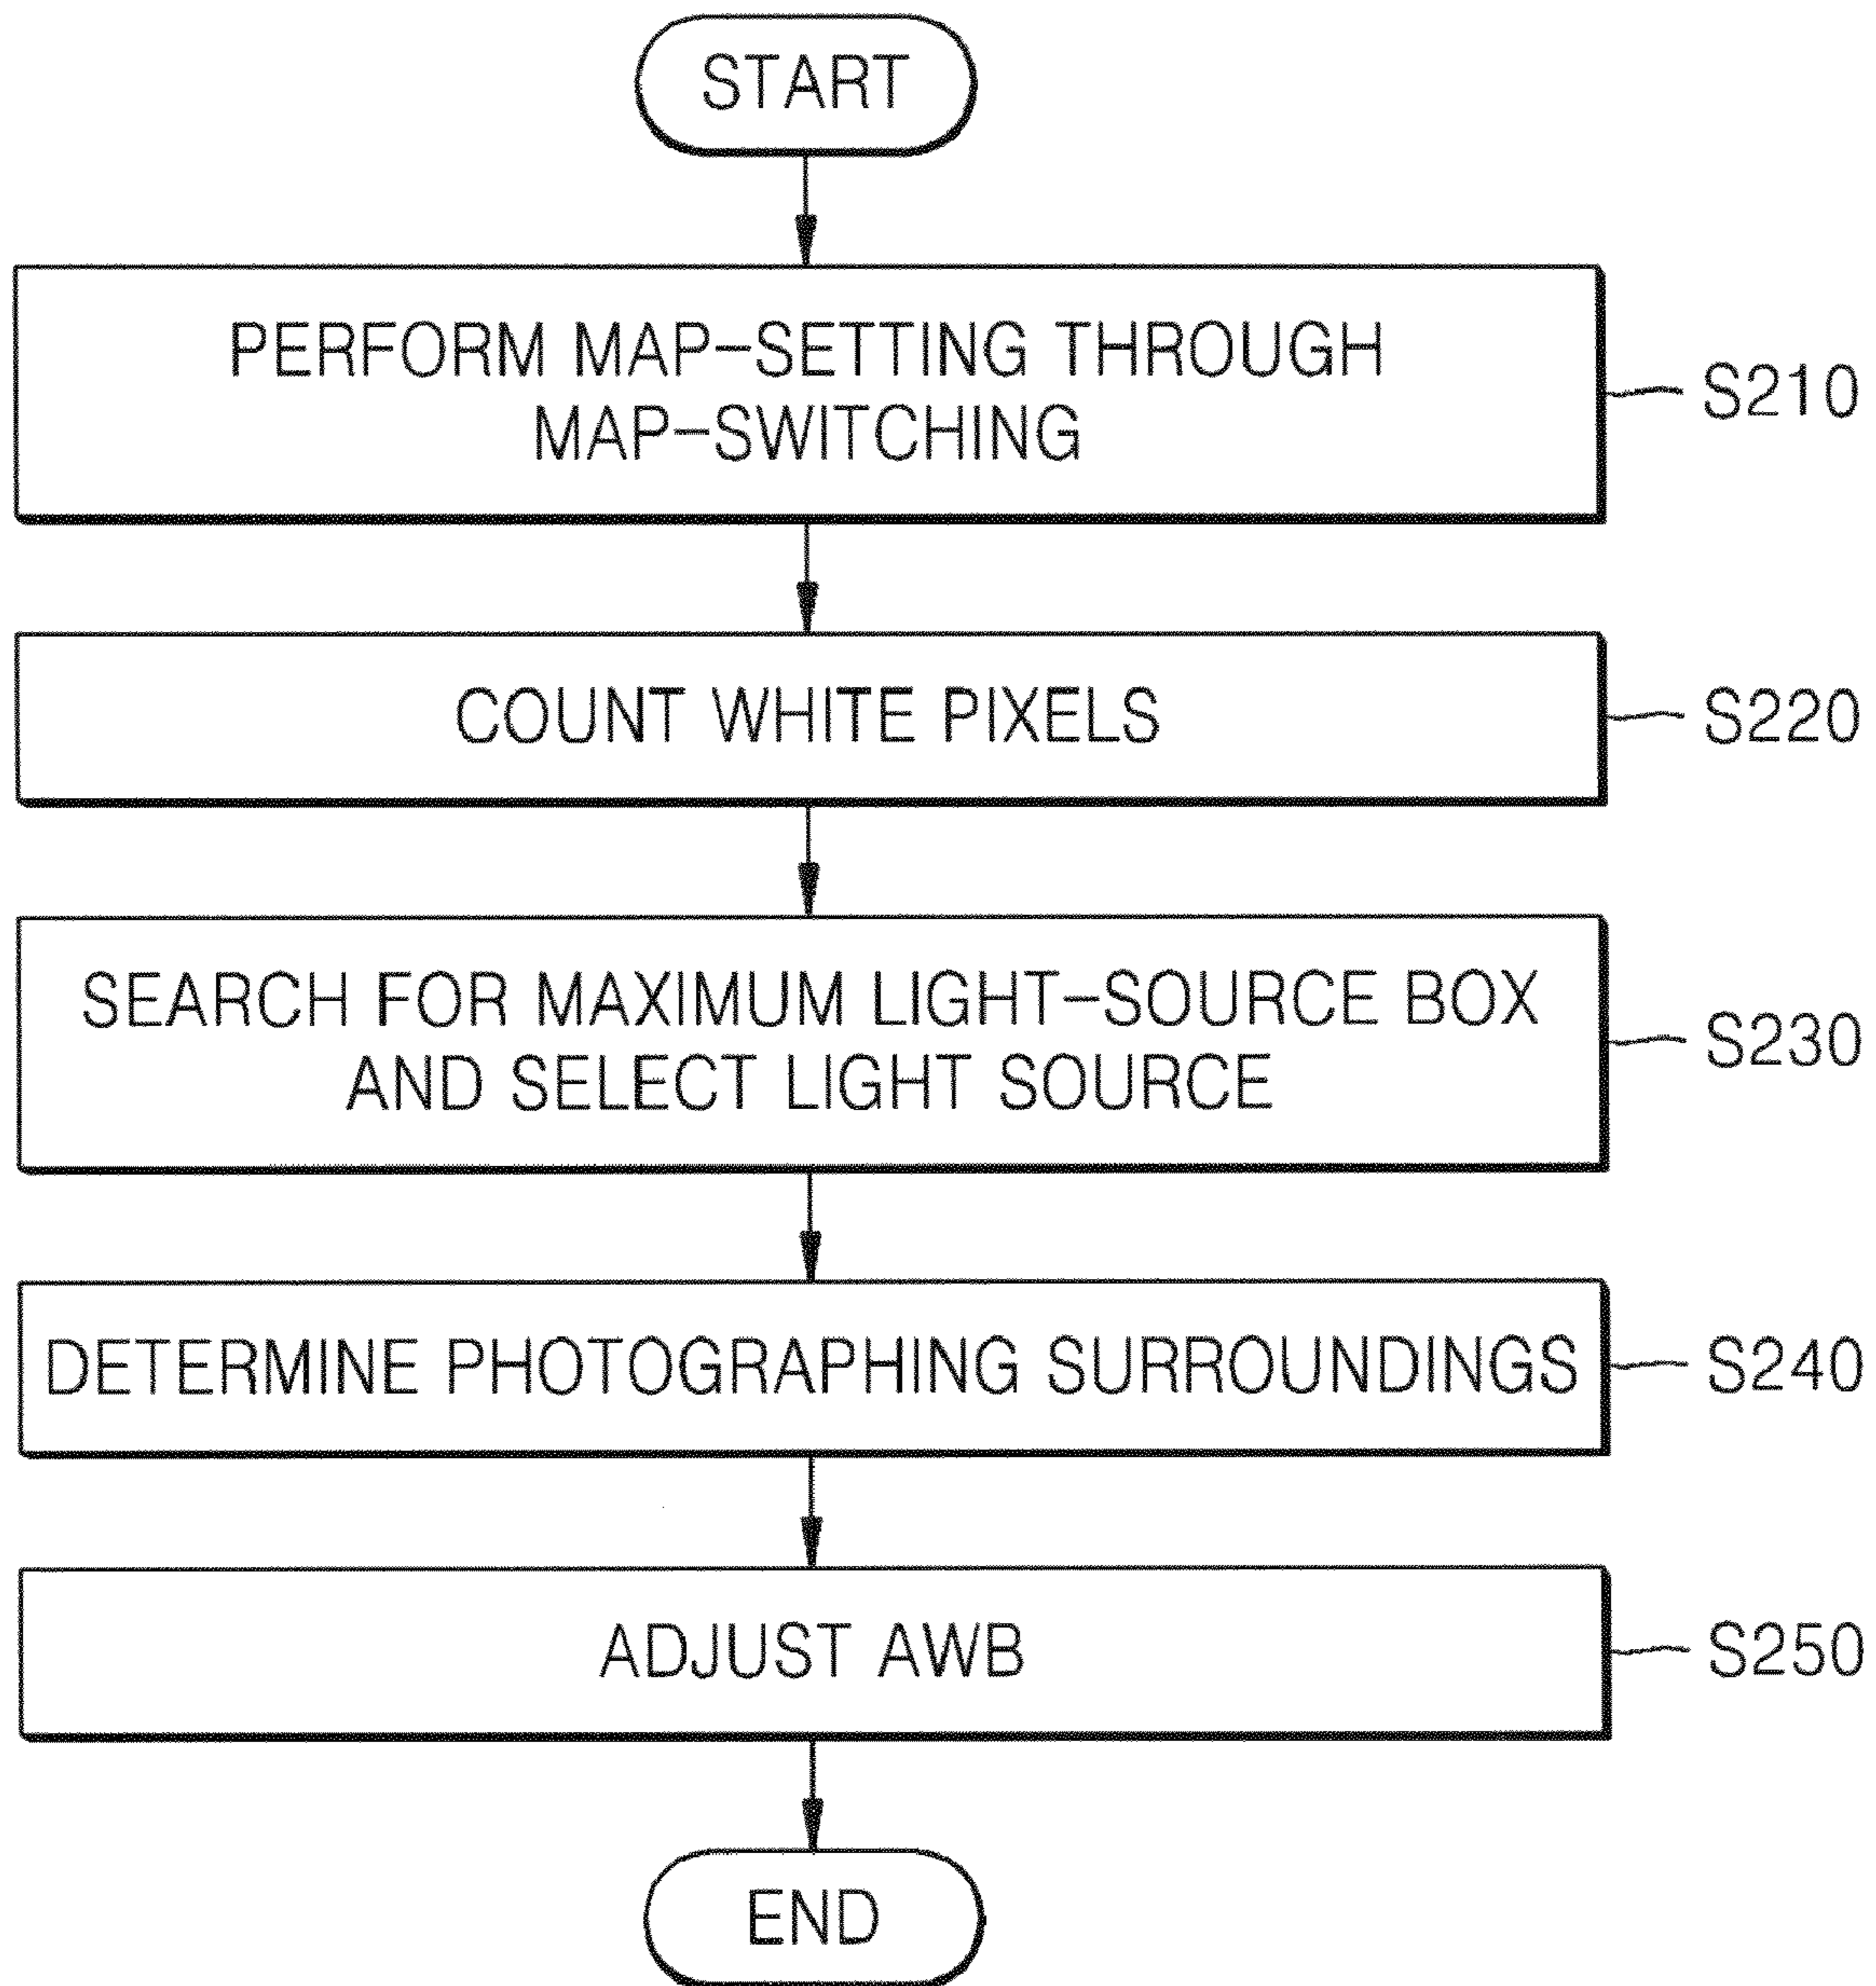 START
PERFORM MAP-SETTING THROUGH
MAP-SWITCHING
S210
COUNT WHITE PIXELS
S220
SEARCH FOR MAXIMUM LIGHT-SOURCE BOX
AND SELECT LIGHT SOURCE
S230
DETERMINE PHOTOGRAPHING SURROUNDINGS
S240
ADJUST AWB
S250
END